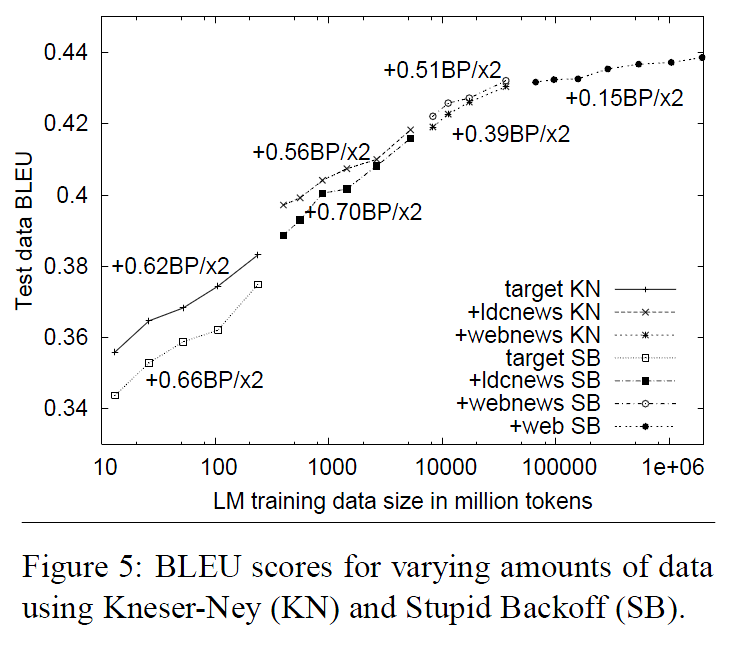 0.44
0.42
0.4
0.38
0.36
0.34
Test data BLEU
+0.51BP/x2
+0.15BP/x2
+0.39BP/x2
+0.56BP/x2
+0.70BP/x2
+0.62BP/x2
+0.66BP/x2
target KN
+ldcnews KN
+webnews KN
target SB
+ldcnews SB
+webnews SB
+web SB
10 100 1000 10000 100000 1e+06
LM training data size in million tokens
Figure 5: BLEU scores for varying amounts of data
using Kneser-Ney (KN) and Stupid Backoff (SB).